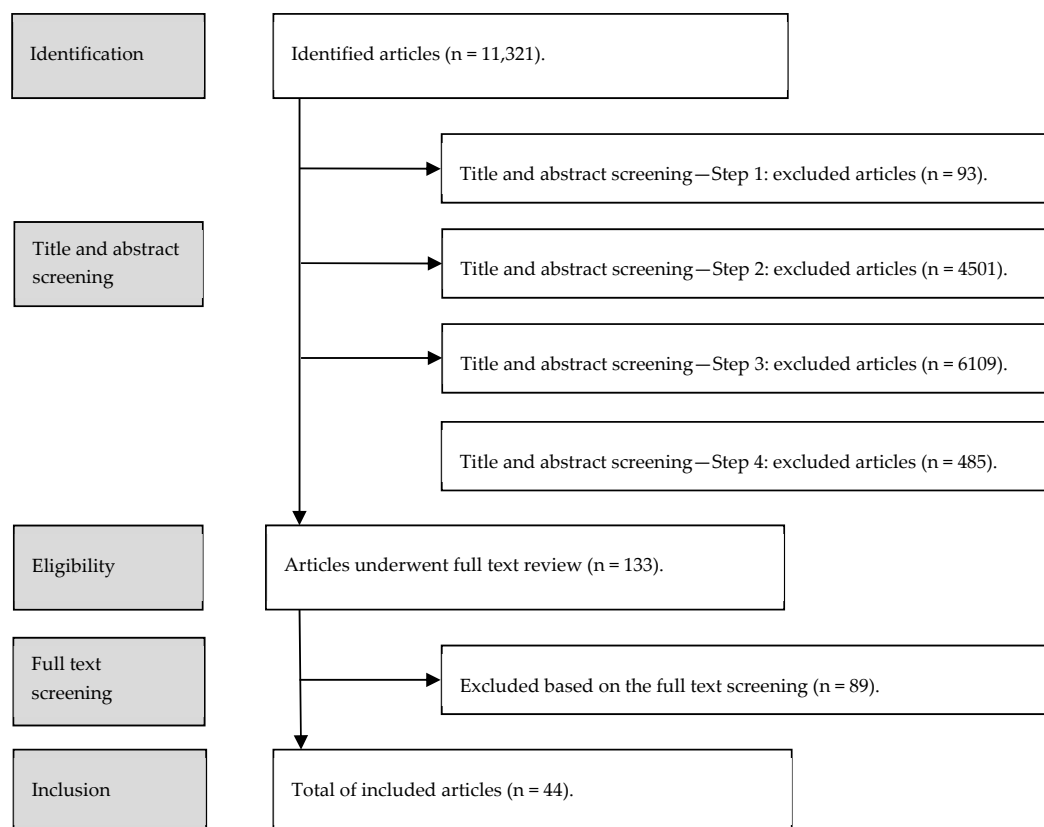 Identification
Identified articles (n = 11,321).
Title and abstract screening—Step 1: excluded articles (n = 93).
Title and abstract
screening
Title and abstract screening—Step 2: excluded articles (n = 4501).
Title and abstract screening—Step 3: excluded articles (n = 6109).
Title and abstract screening—Step 4: excluded articles (n = 485).
Eligibility
Articles underwent full text review (n = 133).
Full text
screening
Excluded based on the full text screening (n = 89).
Inclusion
Total of included articles (n = 44).